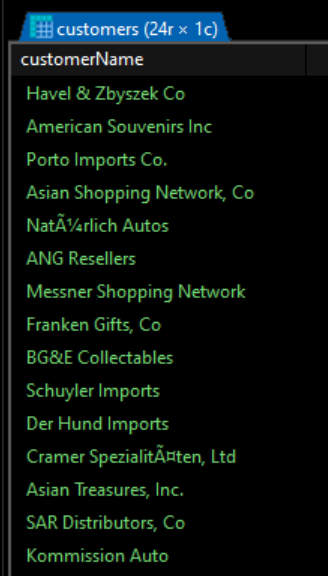 customers (24r × 1c)
customerName
Havel & Zbyszek Co
American Souvenirs Inc
Porto Imports Co.
Asian Shopping Network, Co
NatÃ¼rlich Autos
ANG Resellers
Messner Shopping Network
Franken Gifts, Co
BG&E Collectables
Schuyler Imports
Der Hund Imports
Cramer SpezialitÃ¤ten, Ltd
Asian Treasures, Inc.
SAR Distributors, Co
Kommission Auto